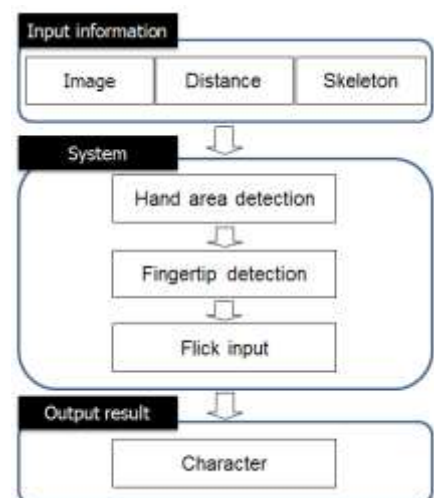 Input information
Image Distance Skeleton
System
Hand area detection
Fingertip detection
Flick input
Output result
Character